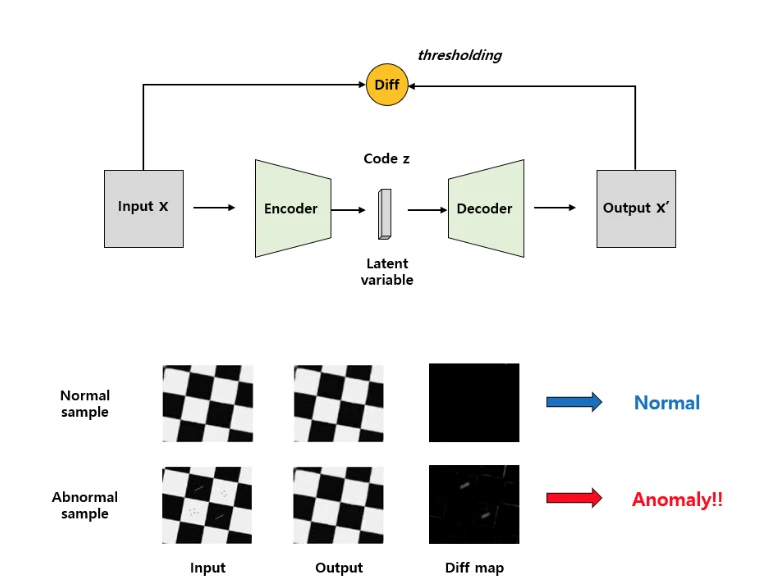 thresholding
Diff
Code z
Input x
Encoder
Decoder
Output x’
Latent
variable
Normal
sample
Normal
Abnormal
sample
Anomaly!!
Input
Output
Diff map